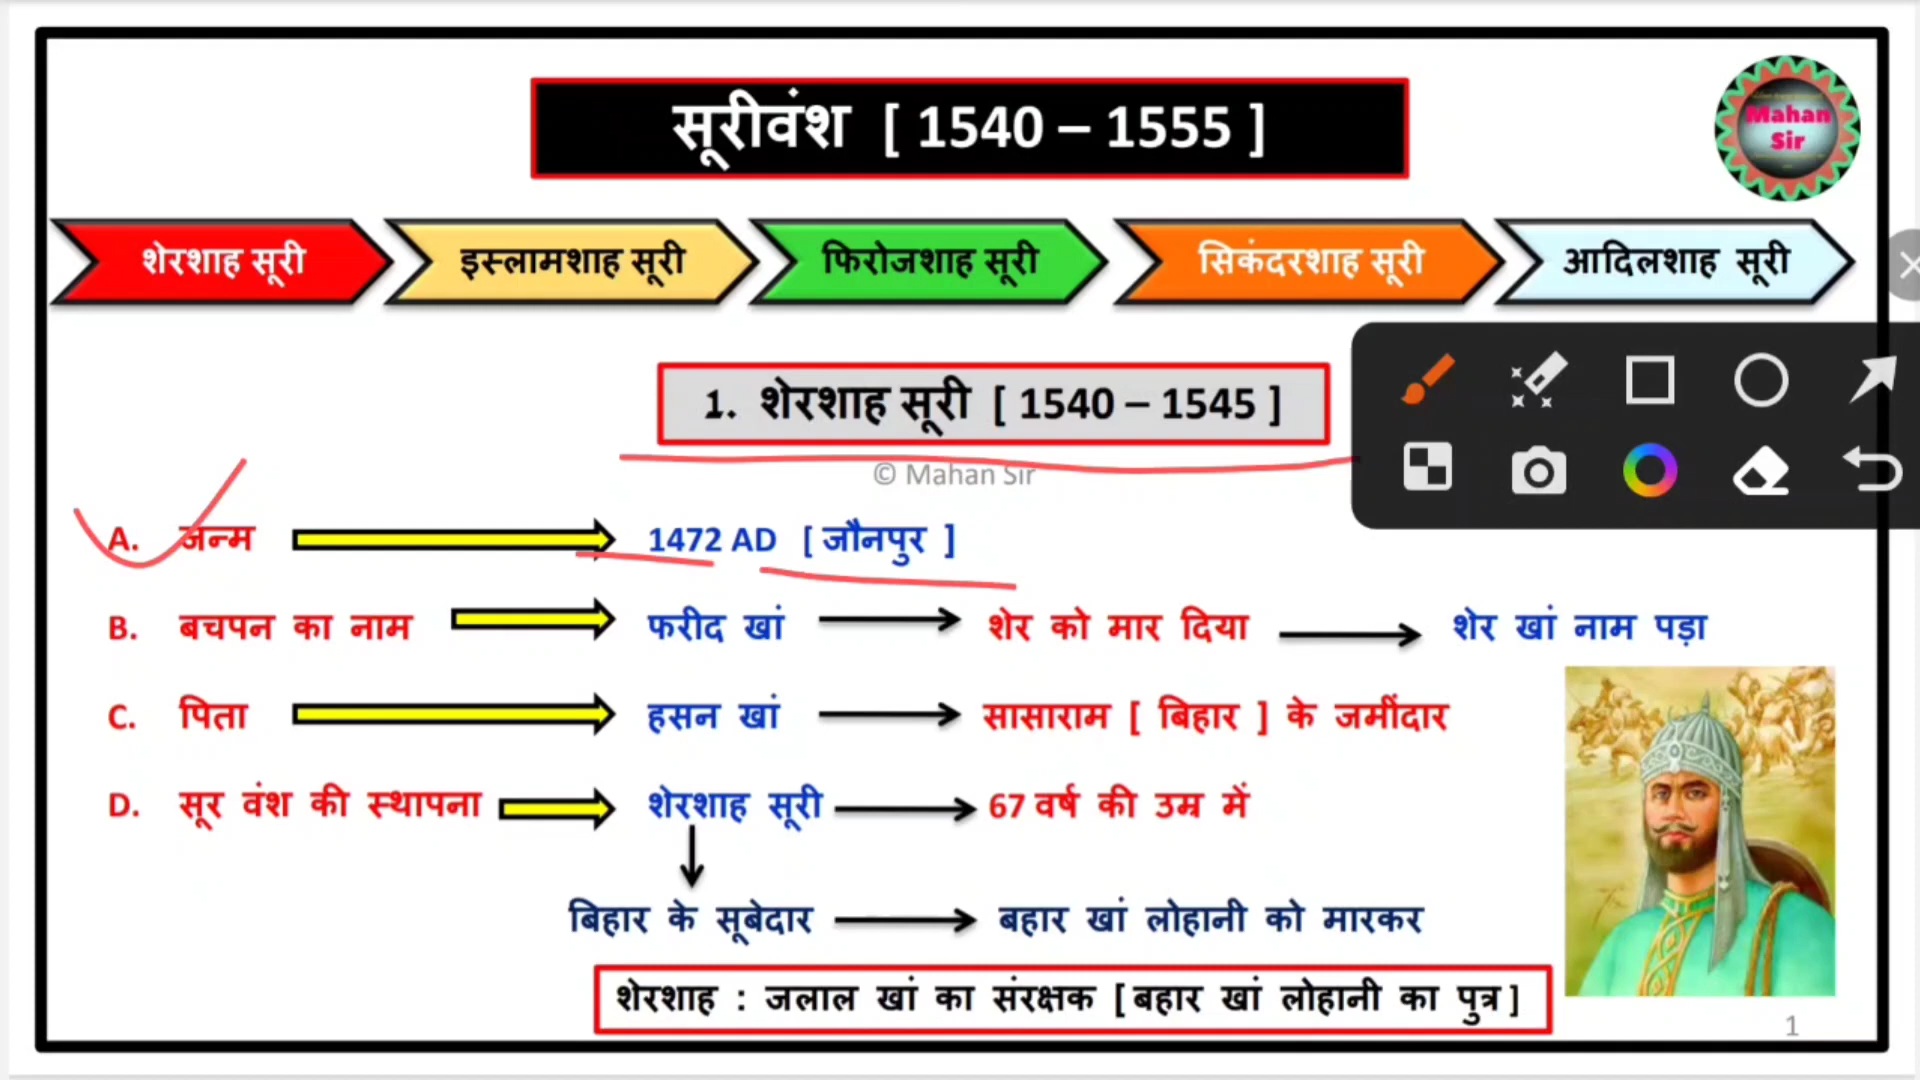 सूरीवंश [ 1540 – 1555 ]
Mahan
Sir
शेरशाह सूरी
इस्लामशाह सूरी
फिरोजशाह सूरी
सिकंदरशाह सूरी
आदिलशाह सूरी
1. शेरशाह सूरी [ 1540 – 1545 ]
© Mahan Sir
A. जन्म 1472 AD [ जौनपुर ]
B. बचपन का नाम फरीद खां शेर को मार दिया शेर खां नाम पड़ा
C. पिता हसन खां सासाराम [ बिहार ] के जमींदार
D. सूर वंश की स्थापना शेरशाह सूरी 67 वर्ष की उम्र में
बिहार के सूबेदार बहार खां लोहानी को मारकर
शेरशाह : जलाल खां का संरक्षक [ बहार खां लोहानी का पुत्र ]
1